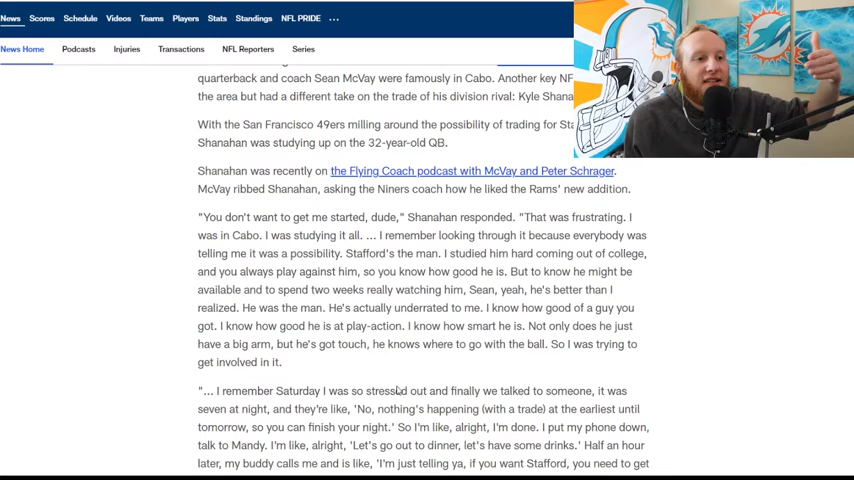 News Scores Schedule Videos Teams Players Stats Standings NFL PRIDE ...
News Home Podcasts Injuries Transactions NFL Reporters Series
quarterback and coach Sean McVay were famously in Cabo. Another key NF
the area but had a different take on the trade of his division rival: Kyle Shana
With the San Francisco 49ers milling around the possibility of trading for Sta
Shanahan was studying up on the 32-year-old QB.
Shanahan was recently on the Flying Coach podcast with McVay and Peter Schrager.
McVay ribbed Shanahan, asking the Niners coach how he liked the Rams' new addition.
"You don't want to get me started, dude," Shanahan responded. "That was frustrating. I
was in Cabo. I was studying it all. ... I remember looking through it because everybody was
telling me it was a possibility. Stafford's the man. I studied him hard coming out of college,
and you always play against him, so you know how good he is. But to know he might be
available and to spend two weeks really watching him, Sean, yeah, he's better than I
realized. He was the man. He's actually underrated to me. I know how good of a guy you
got. I know how good he is at play-action. I know how smart he is. Not only does he just
have a big arm, but he's got touch, he knows where to go with the ball. So I was trying to
get involved in it.
"... I remember Saturday I was so stressed out and finally we talked to someone, it was
seven at night, and they're like, 'No, nothing's happening (with a trade) at the earliest until
tomorrow, so you can finish your night.' So I'm like, alright, I'm done. I put my phone down,
talk to Mandy. I'm like, alright, 'Let's go out to dinner, let's have some drinks.' Half an hour
later, my buddy calls me and is like, 'I'm just telling ya, if you want Stafford, you need to get